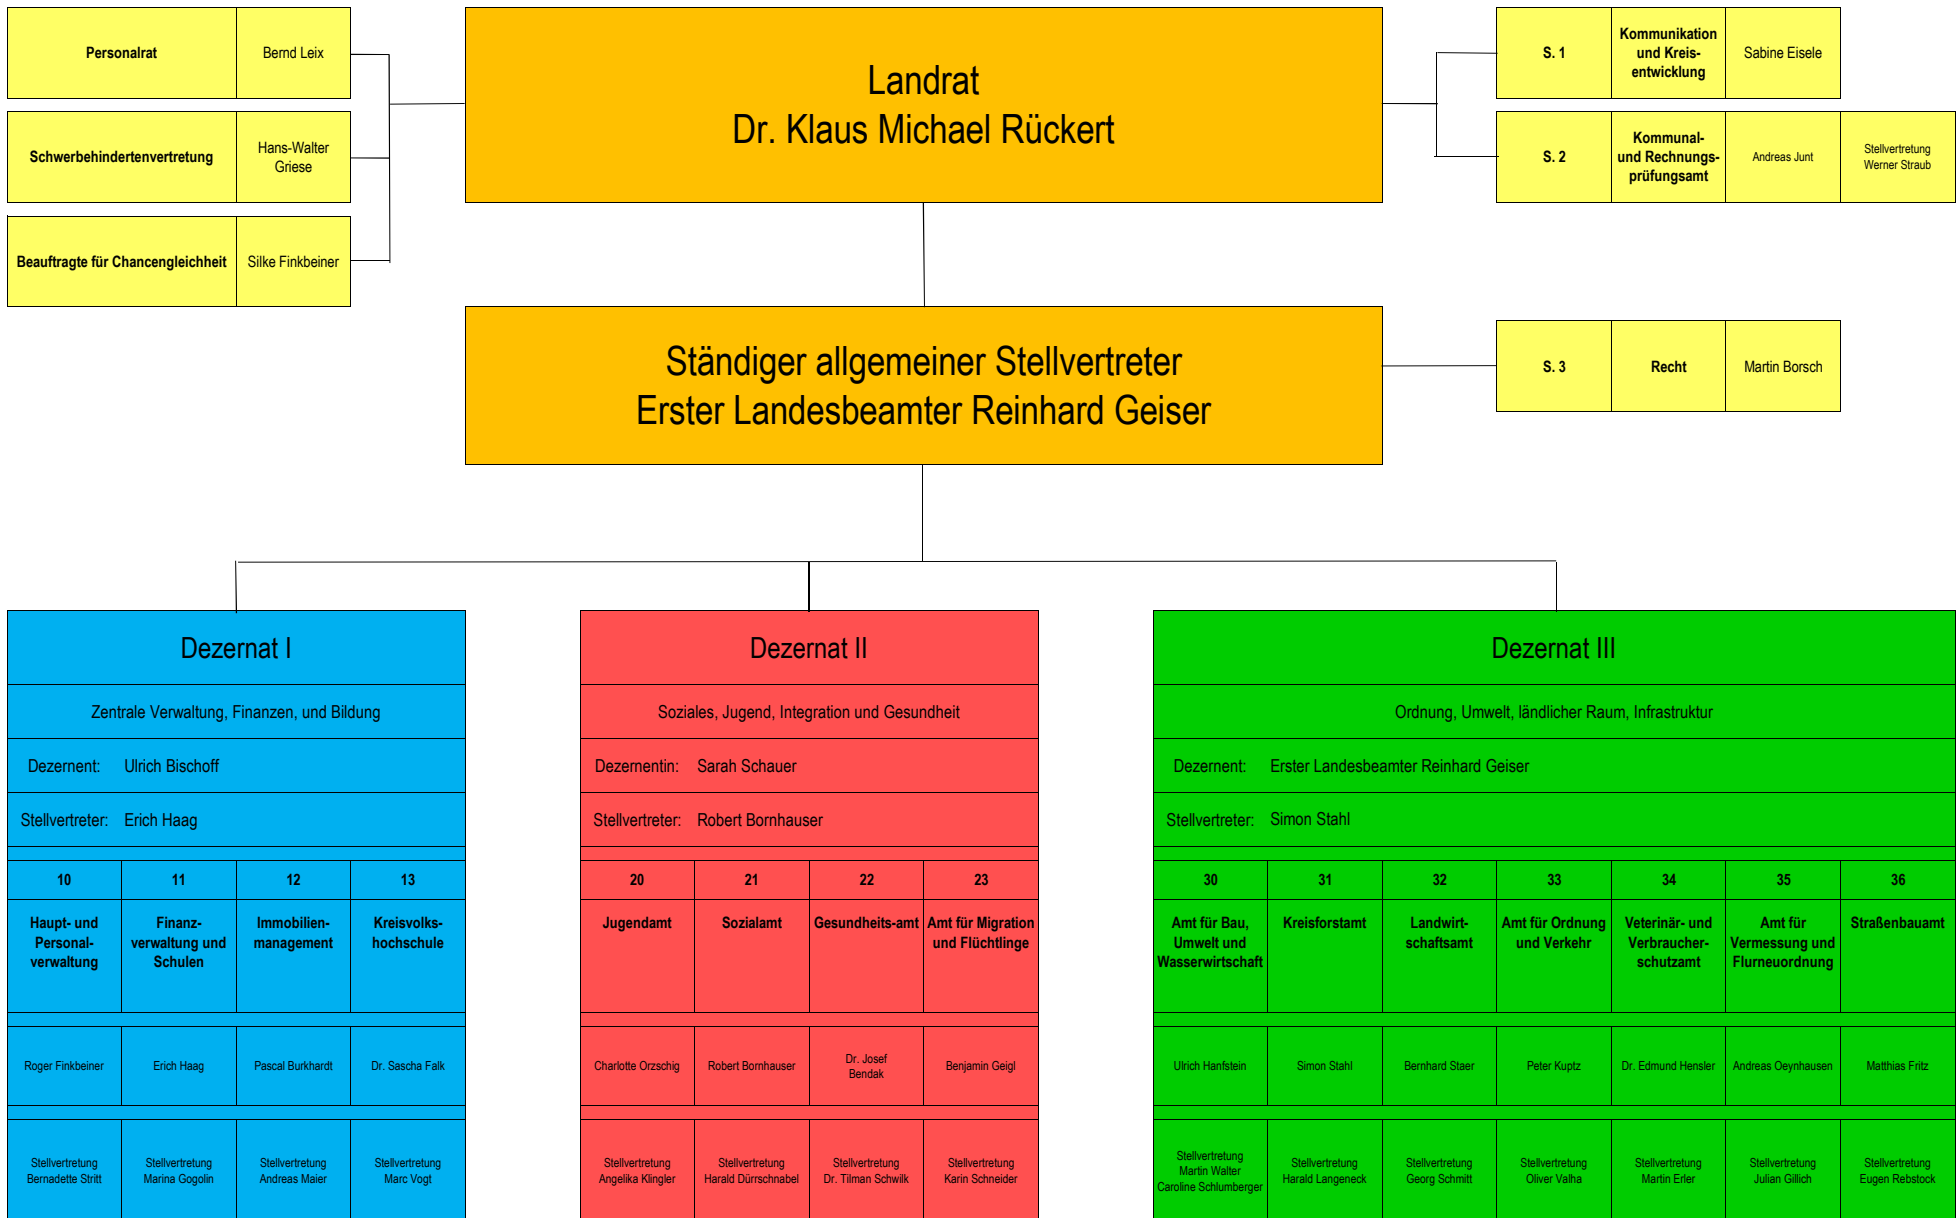 Personalrat
Bernd Leix
Schwerbehindertenvertretung
Hans-Walter
Griese
Beauftragte für Chancengleichheit
Silke Finkbeiner
Landrat
Dr. Klaus Michael Rückert
S. 1
Kommunikation
und Kreis-
entwicklung
Sabine Eisele
S. 2
Kommunal-
und Rechnungs-
prüfungsamt
Andreas Junt
Stellvertretung
Werner Straub
Ständiger allgemeiner Stellvertreter
Erster Landesbeamter Reinhard Geiser
S. 3
Recht
Martin Borsch
Dezernat I
Zentrale Verwaltung, Finanzen, und Bildung
Dezernent: Ulrich Bischoff
Stellvertreter: Erich Haag
10
11
12
13
Haupt- und
Personal-
verwaltung
Finanz-
verwaltung und
Schulen
Immobilien-
management
Kreisvolks-
hochschule
Roger Finkbeiner
Erich Haag
Pascal Burkhardt
Dr. Sascha Falk
Stellvertretung
Bernadette Stritt
Stellvertretung
Marina Gogolin
Stellvertretung
Andreas Maier
Stellvertretung
Marc Vogt
Dezernat II
Soziales, Jugend, Integration und Gesundheit
Dezernentin: Sarah Schauer
Stellvertreter: Robert Bornhauser
20
21
22
23
Jugendamt
Sozialamt
Gesundheits-amt
Amt für Migration
und Flüchtlinge
Charlotte Orzschig
Robert Bornhauser
Dr. Josef
Bendak
Benjamin Geigl
Stellvertretung
Angelika Klingler
Stellvertretung
Harald Dürrschnabel
Stellvertretung
Dr. Tilman Schwilk
Stellvertretung
Karin Schneider
Dezernat III
Ordnung, Umwelt, ländlicher Raum, Infrastruktur
Dezernent: Erster Landesbeamter Reinhard Geiser
Stellvertreter: Simon Stahl
30
31
32
33
34
35
36
Amt für Bau,
Umwelt und
Wasserwirtschaft
Kreisforstamt
Landwirt-
schaftsamt
Amt für Ordnung
und Verkehr
Veterinär- und
Verbraucher-
schutzamt
Amt für
Vermessung und
Flurneuordnung
Straßenbauamt
Ulrich Hanfstein
Simon Stahl
Bernhard Staer
Peter Kuptz
Dr. Edmund Hensler
Andreas Oeynhausen
Matthias Fritz
Stellvertretung
Martin Walter
Caroline Schlumberger
Stellvertretung
Harald Langeneck
Stellvertretung
Georg Schmitt
Stellvertretung
Oliver Valha
Stellvertretung
Martin Erler
Stellvertretung
Julian Gillich
Stellvertretung
Eugen Rebstock